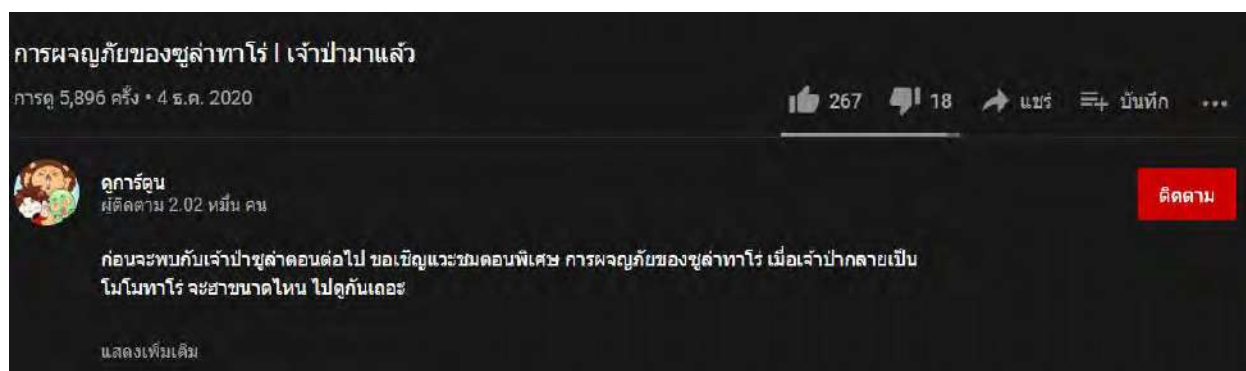 การผจญภัยของซูล่าทาโร่ | เจ้าป่ามาแล้ว
การดู 5,896 ครั้ง • 4 ธ.ค. 2020
267 18 แชร์ บันทึก ...
ดูการ์ตูน
ผู้ติดตาม 2.02 หมื่น คน
ติดตาม
ก่อนจะพบกับเจ้าป่าซูล่าตอนต่อไป ขอเชิญแวะชมตอนพิเศษ การผจญภัยของซูล่าทาโร่ เมื่อเจ้าป่ากลายเป็น
โมโมทาโร่ จะฮาขนาดไหน ไปดูกันเถอะ
แสดงเพิ่มเติม